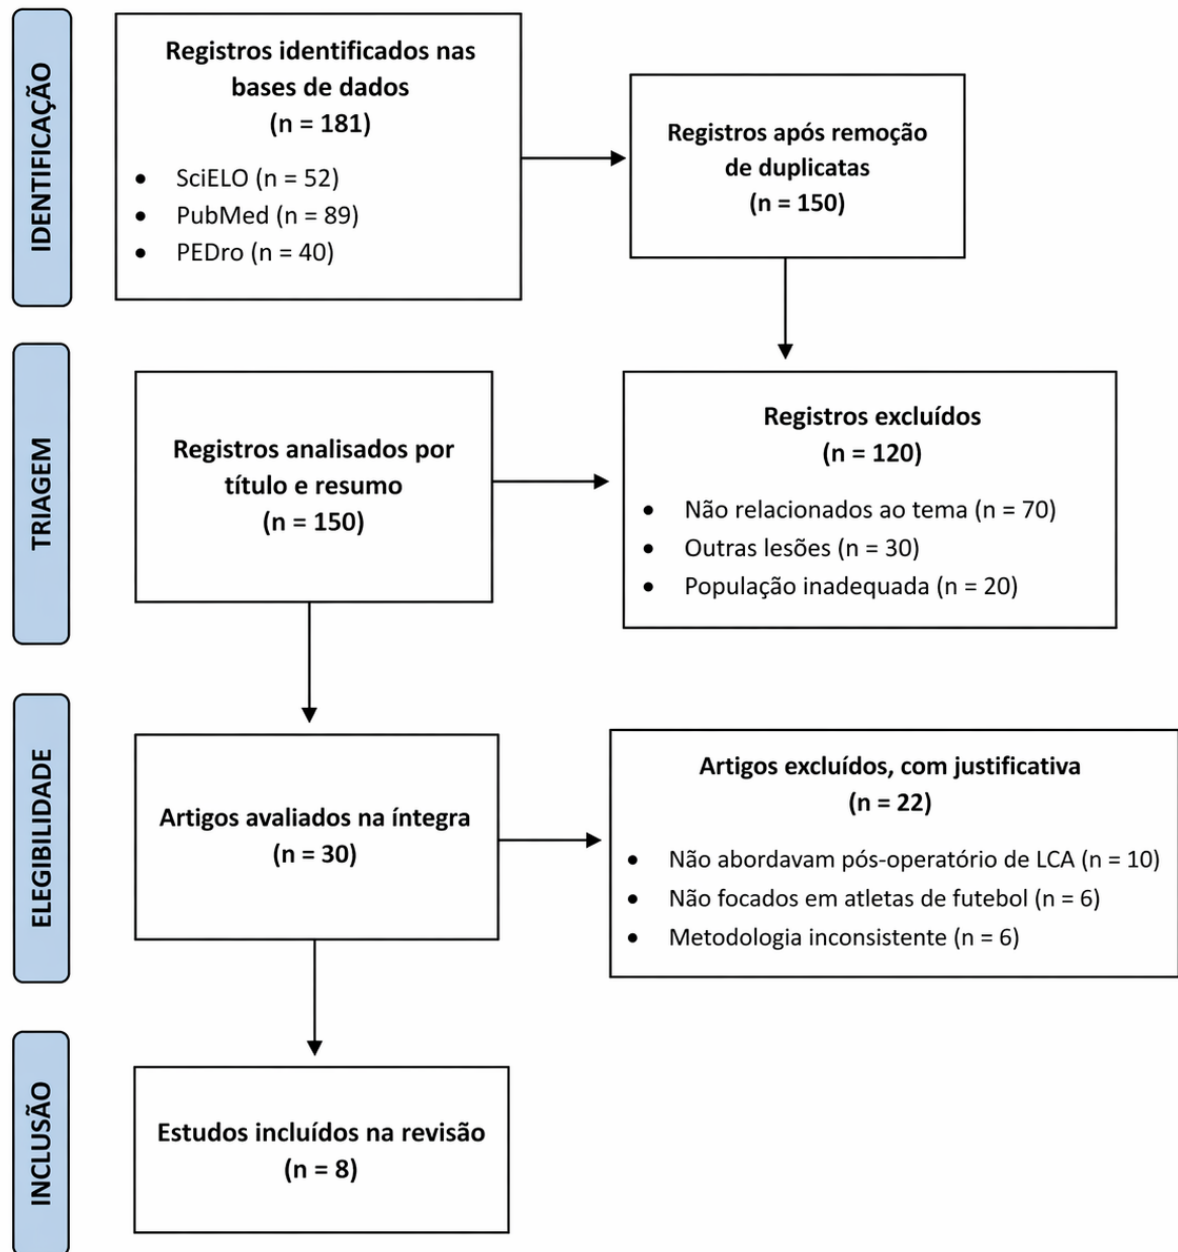 IDENTIFICAÇÃO
Registros identificados nas
bases de dados
(n = 181)
• SciELO (n = 52)
• PubMed (n = 89)
• PEDro (n = 40)
Registros após remoção
de duplicatas
(n = 150)
TRIAGEM
Registros analisados por
título e resumo
(n = 150)
Registros excluídos
(n = 120)
• Não relacionados ao tema (n = 70)
• Outras lesões (n = 30)
• População inadequada (n = 20)
ELEGIBILIDADE
Artigos avaliados na íntegra
(n = 30)
Artigos excluídos, com justificativa
(n = 22)
• Não abordavam pós-operatório de LCA (n = 10)
• Não focados em atletas de futebol (n = 6)
• Metodologia inconsistente (n = 6)
INCLUSÃO
Estudos incluídos na revisão
(n = 8)